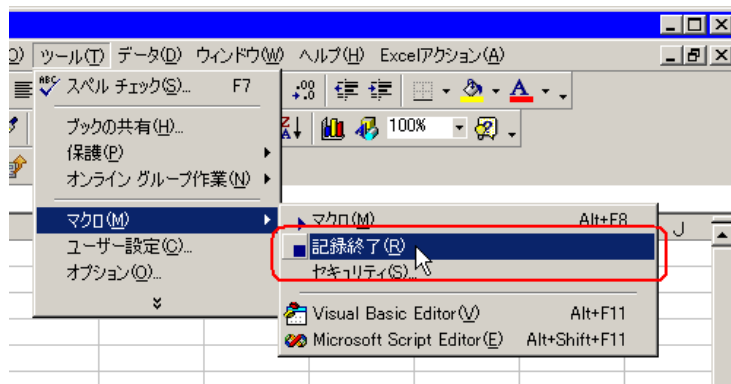 O) ツール(T) データ(D) ウィンドウ(W) ヘルプ(H) Excelアクション(A)
ABC スペル チェック(S)... F7
ブックの共有(H)...
100%
保護(P)
オンライン グループ作業(N)
マクロ(M)
マクロ(M) Alt+F8
J
ユーザー設定(C)...
記録終了(R)
オプション(O)...
セキュリティ(S)...
Visual Basic Editor(V) Alt+F11
Microsoft Script Editor(E) Alt+Shift+F11